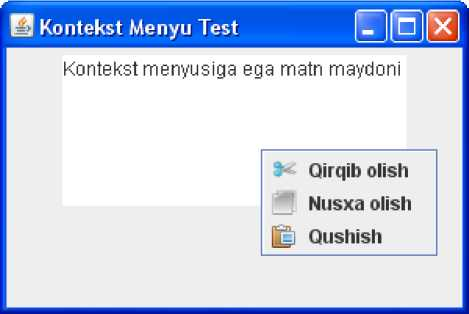 Kontekst Menyu Test
Kontekst menyusiga ega matn maydoni
Qirqib olish
Nusxa olish
Qushish